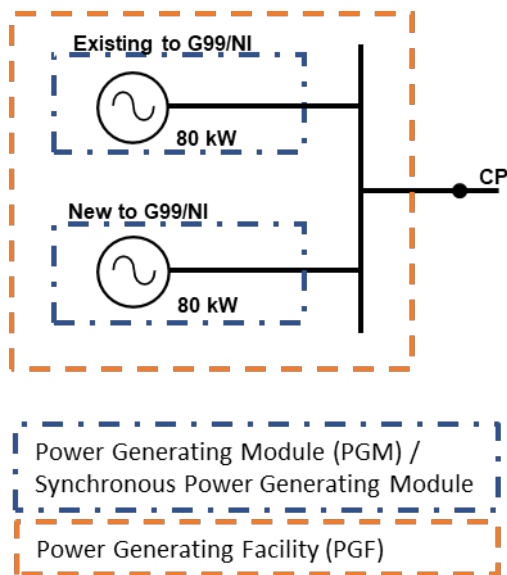 Existing to G99/NI
80 kW
CP
New to G99/NI
80 kW
Power Generating Module (PGM) /
Synchronous Power Generating Module
Power Generating Facility (PGF)